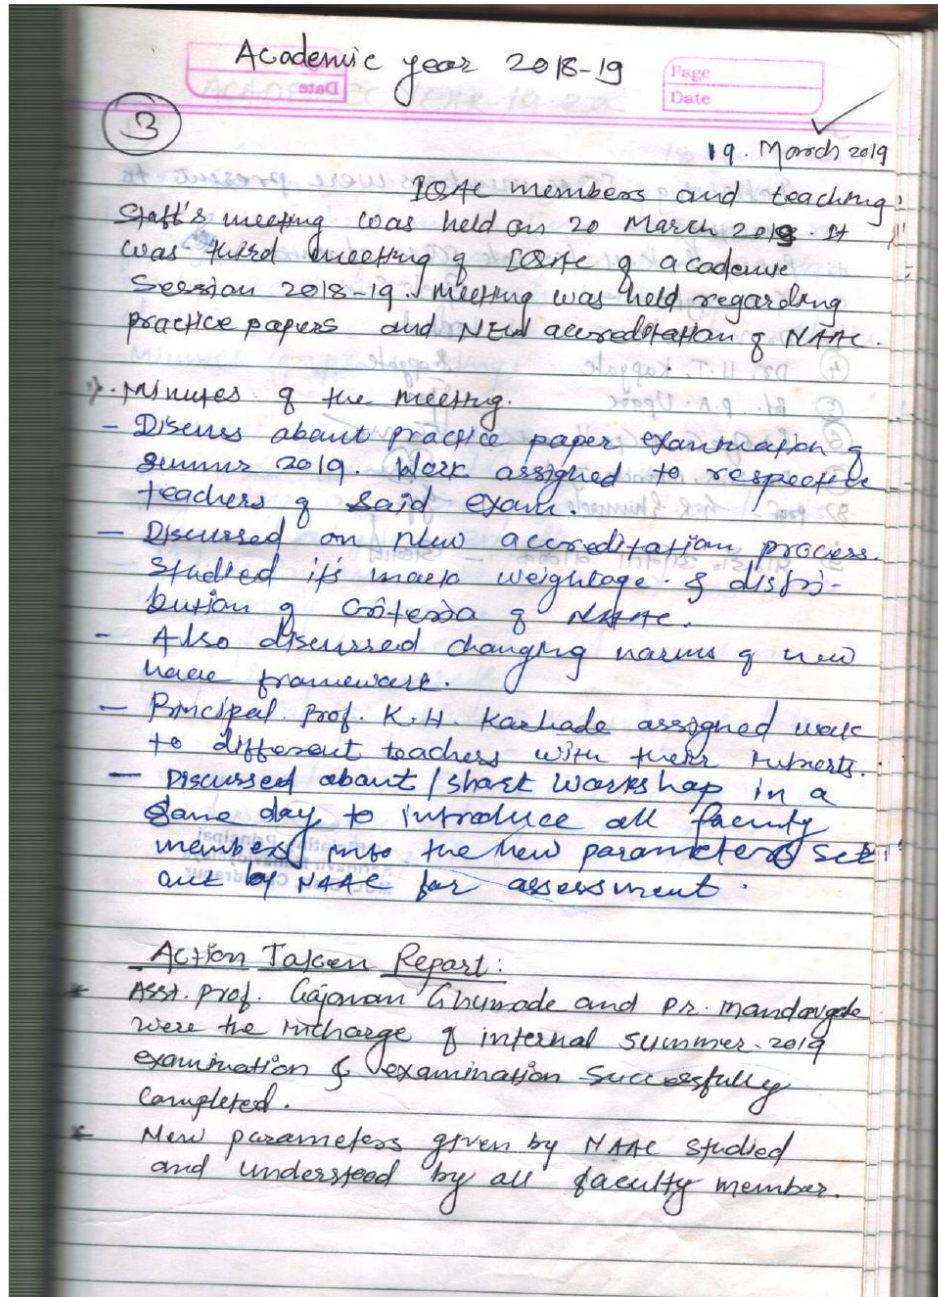 Academic year 2018-19
Page
Date
3
19. March 2019
IQAC members and teaching
Staff's meeting was held on 20 March 2019. It
was third meeting of IQAC of academic
Session 2018-19. meeting was held regarding
practice papers and NEW accreditation of NAAC.
Minutes of the meeting.
- Discuss about practice paper examination of
summer 2019. Work assigned to respective
teachers of said exam.
- Discussed on new accreditation process.
Studied its mark weightage & distri-
bution of criteria of NAAC.
- Also discussed changing norms of new
naac framework.
- Principal Prof. K.H. Karhade assigned work
to different teachers with their
- Discussed about short workshop in a
same day to introduce all faculty
members into the new parameters set
out by NAAC for assessment.
Action Taken Report:
* Asst. Prof. Gajanan Ghumade and Dr.
were the incharge of internal summer-2019
examination & examination Successfully
Completed.
* New parameters given by NAAC studied
and understood by all faculty member.